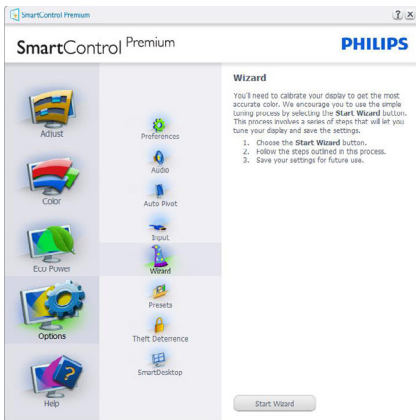 SmartControl Premium
SmartControl Premium
PHILIPS
Adjust
Color
Eco Power
Options
Help
Preferences
Audio
Auto Pivot
Input
Wizard
Presets
Theft Deterrence
SmartDesktop
Wizard
You'll need to calibrate your display to get the most
accurate color. We encourage you to use the simple
tuning process by selecting the Start Wizard button.
This process involves a series of steps that will let you
tune your display and save the settings.
1. Choose the Start Wizard button.
2. Follow the steps outlined in this process.
3. Save your settings for future use.
Start Wizard